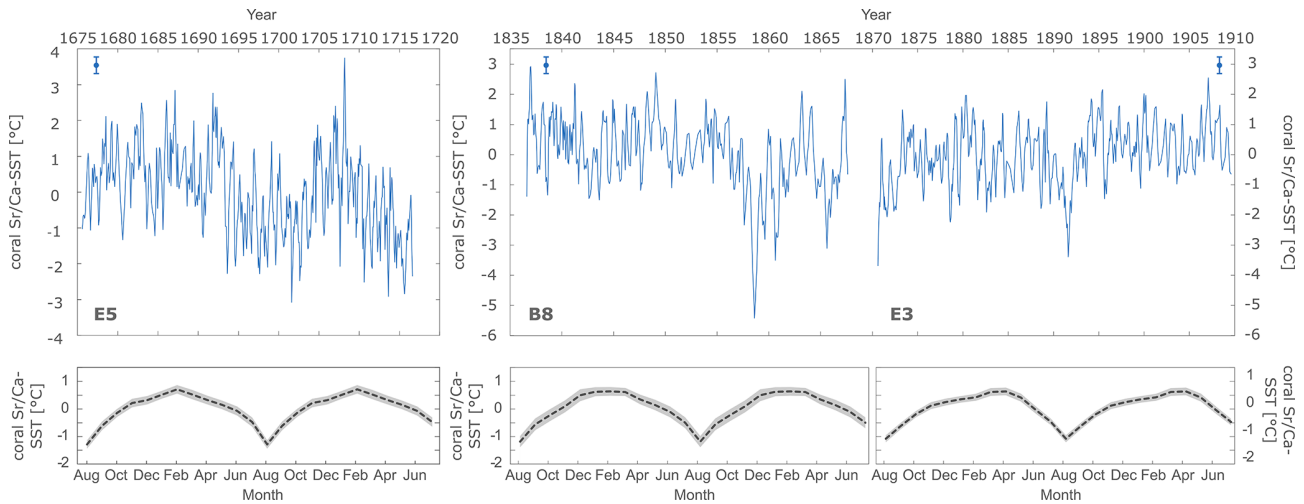 Year
Year
1675 1680 1685 1690 1695 1700 1705 1710 1715 1720
1835 1840 1845 1850 1855 1860 1865 1870 1875 1880 1885 1890 1895 1900 1905 1910
4
3
2
1
0
-1
-2
-3
-4
coral Sr/Ca-SST [°C]
E5
3
2
1
0
-1
-2
-3
-4
-5
-6
coral Sr/Ca-SST [°C]
B8
E3
3
2
1
0
-1
-2
-3
-4
-5
-6
coral Sr/Ca-SST [°C]
coral Sr/Ca-
SST [°C]
1
0
-1
-2
Aug Oct Dec Feb Apr Jun Aug Oct Dec Feb Apr Jun
Month
coral Sr/Ca-
SST [°C]
1
0
-1
-2
Aug Oct Dec Feb Apr Jun Aug Oct Dec Feb Apr Jun
Month
Aug Oct Dec Feb Apr Jun Aug Oct Dec Feb Apr Jun
Month
1
0
-1
-2
coral Sr/Ca-
SST [°C]